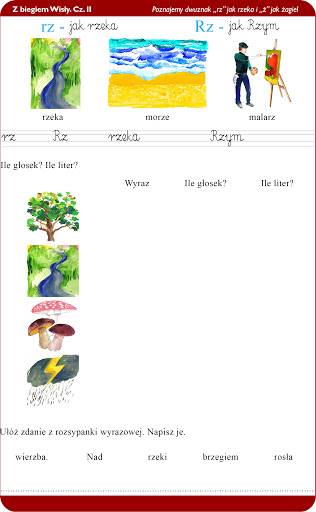 Z biegiem Wisły. Cz. II Poznajemy dwuznak „rz” jak rzeka i „ż” jak żagiel
rz - jak rzeka Rz - jak Rzym
rzeka morze malarz
rz Rz rzeka Rzym
Ile głosek? Ile liter?
Wyraz Ile głosek? Ile liter?
Ułóż zdanie z rozsypanki wyrazowej. Napisz je.
wierzba. Nad rzeki brzegiem rosła